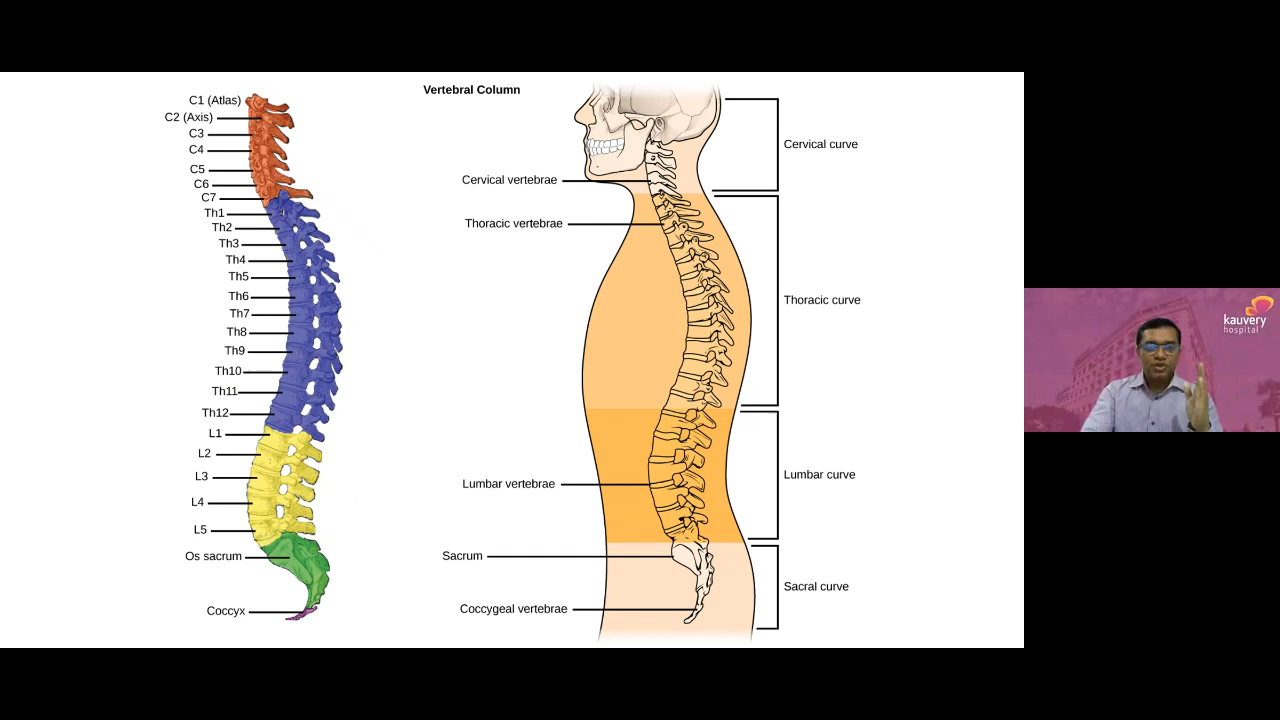 C1 (Atlas)
C2 (Axis)
C3
C4
C5
C6
C7
Th1
Th2
Th3
Th4
Th5
Th6
Th7
Th8
Th9
Th10
Th11
Th12
L1
L2
L3
L4
L5
Os sacrum
Coccyx
Vertebral Column
Cervical vertebrae
Thoracic vertebrae
Lumbar vertebrae
Sacrum
Coccygeal vertebrae
Cervical curve
Thoracic curve
Lumbar curve
Sacral curve
kauvery
hospital